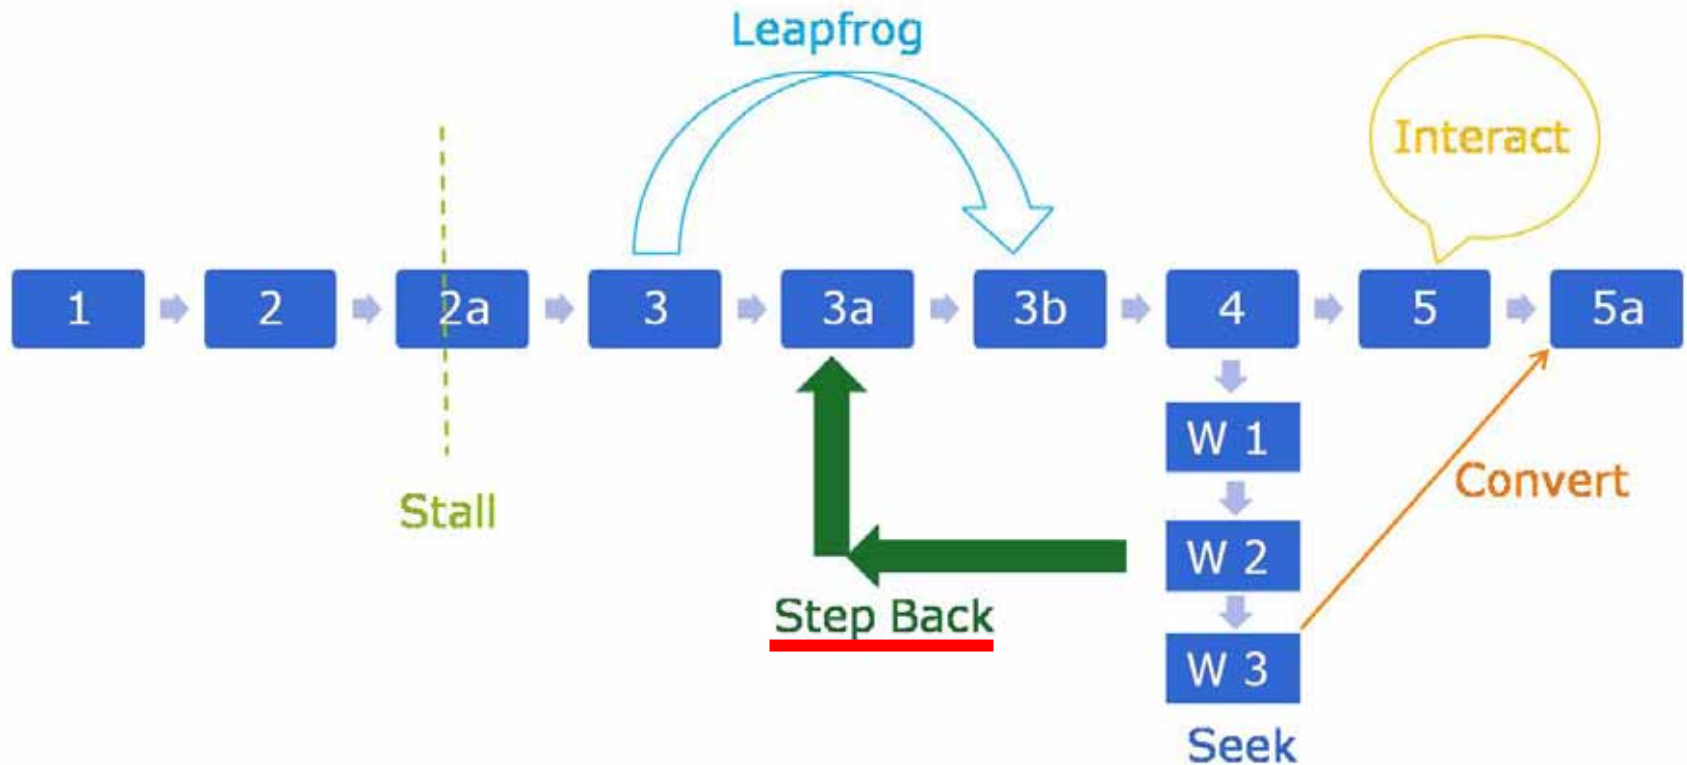 Leapfrog
Interact
1 2 2a 3 3a 3b 4 5 5a
W 1
Convert
Stall
W 2
Step Back
W 3
Seek